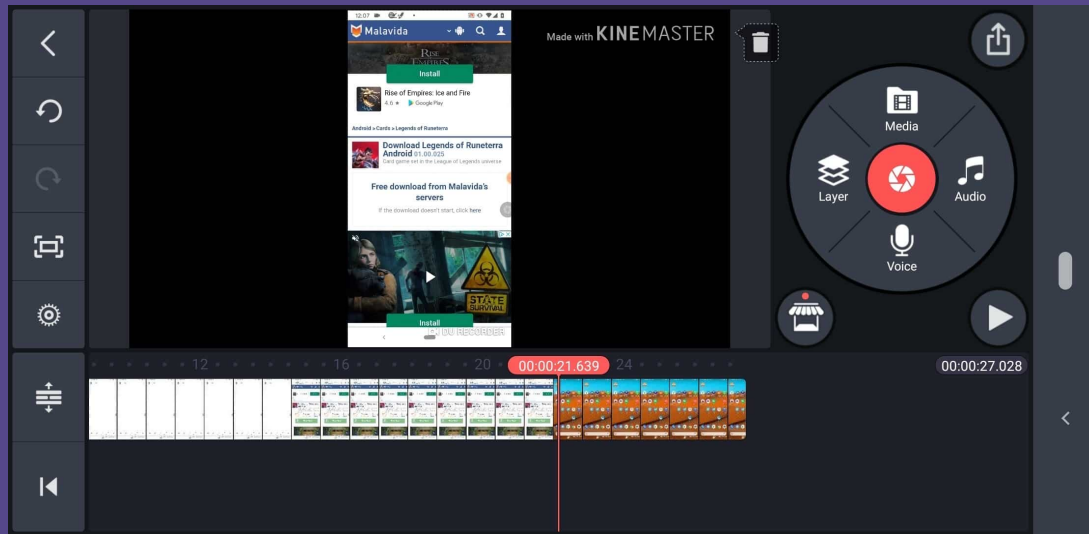 12:07
Malavida
Made with KINEMASTER
RISE
EMPIRES
Install
Rise of Empires: Ice and Fire
4.6 ★ Google Play
Android » Cards » Legends of Runeterra
Download Legends of Runeterra
Android 01.00.025
Card game set in the League of Legends universe
Free download from Malavida's
servers
If the download doesn't start, click here
STATE
SURVIVAL
Install
DU RECORDER
Media
Layer
Audio
Voice
12
16
20
00:00:21.639
24
00:00:27.028